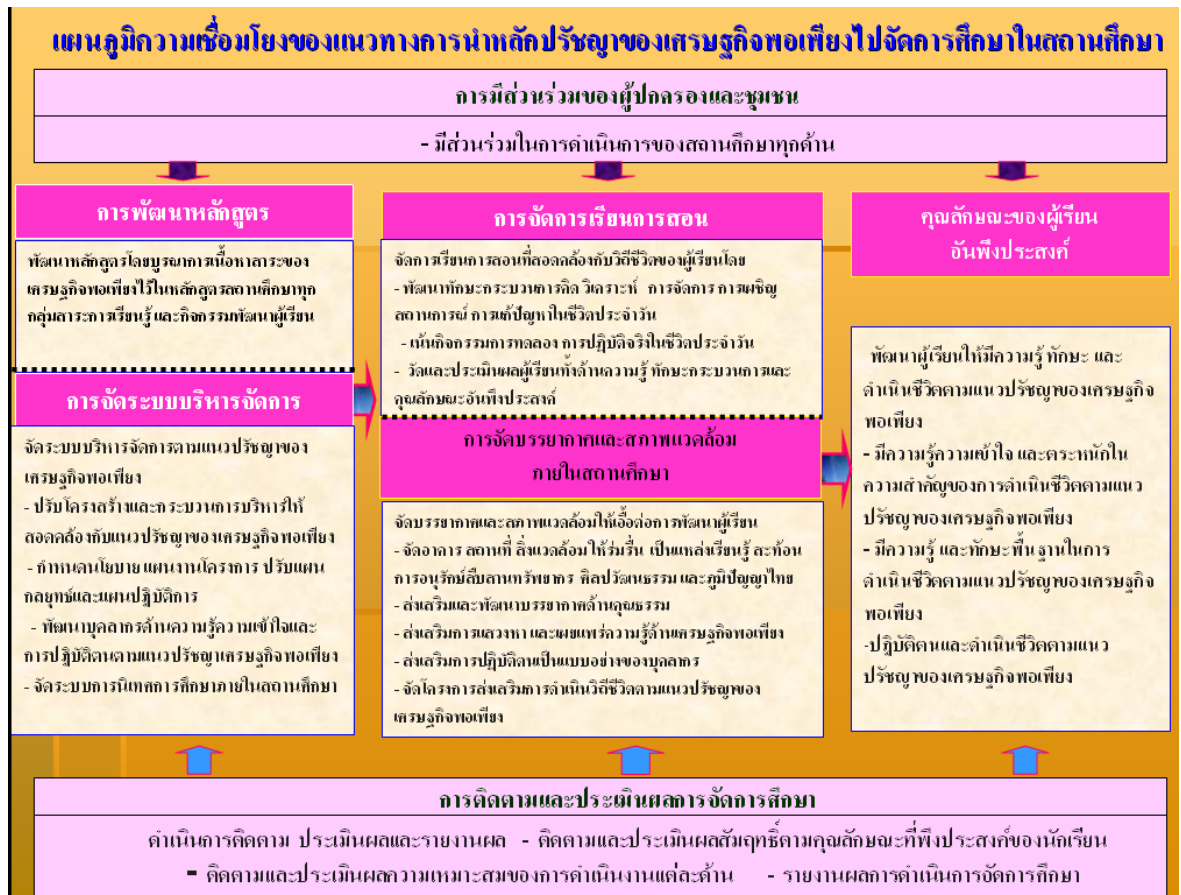 แผนภูมิความเชื่อมโยงของแนวทางการนำหลักปรัชญาของเศรษฐกิจพอเพียงไปจัดการศึกษาในสถานศึกษา
การมีส่วนร่วมของผู้ปกครองและชุมชน
- มีส่วนร่วมในการดำเนินการของสถานศึกษาทุกด้าน
การพัฒนาหลักสูตร
พัฒนาหลักสูตรโดยบูรณาการเนื้อหาสาระของ
เศรษฐกิจพอเพียงไว้ในหลักสูตรสถานศึกษาทุก
กลุ่มสาระการเรียนรู้ และกิจกรรมพัฒนาผู้เรียน
การจัดระบบบริหารจัดการ
จัดระบบบริหารจัดการตามแนวปรัชญาของ
เศรษฐกิจพอเพียง
- ปรับโครงสร้างและกระบวนการบริหารให้
สอดคล้องกับแนวปรัชญาของเศรษฐกิจพอเพียง
- กำหนดนโยบาย แผนงานโครงการ ปรับแผน
กลยุทธ์และแผนปฏิบัติการ
- พัฒนาบุคลากรด้านความรู้ความเข้าใจและ
การปฏิบัติตนตามแนวปรัชญาเศรษฐกิจพอเพียง
- จัดระบบการนิเทศการศึกษาภายในสถานศึกษา
การจัดการเรียนการสอน
จัดการเรียนการสอนที่สอดคล้องกับวิถีชีวิตของผู้เรียนโดย
- พัฒนาทักษะกระบวนการคิด วิเคราะห์ การจัดการ การเผชิญ
สถานการณ์ การแก้ปัญหาในชีวิตประจำวัน
- เน้นกิจกรรมการทดลอง การปฏิบัติจริงในชีวิตประจำวัน
- วัดและประเมินผลผู้เรียนทั้งด้านความรู้ ทักษะกระบวนการและ
คุณลักษณะอันพึงประสงค์
การจัดบรรยากาศและสภาพแวดล้อม
ภายในสถานศึกษา
จัดบรรยากาศและสภาพแวดล้อมให้เอื้อต่อการพัฒนาผู้เรียน
- จัดอาคาร สถานที่ สิ่งแวดล้อม ให้ร่มรื่น เป็นแหล่งเรียนรู้ สะท้อน
การอนุรักษ์สืบสานทรัพยากร ศิลปวัฒนธรรม และภูมิปัญญาไทย
- ส่งเสริมและพัฒนาบรรยากาศด้านคุณธรรม
- ส่งเสริมการแสวงหา และเผยแพร่ความรู้ด้านเศรษฐกิจพอเพียง
- ส่งเสริมการปฏิบัติตนเป็นแบบอย่างของบุคลากร
- จัดโครงการส่งเสริมการดำเนินวิถีชีวิตตามแนวปรัชญาของ
เศรษฐกิจพอเพียง
คุณลักษณะของผู้เรียน
อันพึงประสงค์
พัฒนาผู้เรียนให้มีความรู้ ทักษะ และ
ดำเนินชีวิตตามแนวปรัชญาของเศรษฐกิจ
พอเพียง
- มีความรู้ความเข้าใจ และตระหนักใน
ความสำคัญของการดำเนินชีวิตตามแนว
ปรัชญาของเศรษฐกิจพอเพียง
- มีความรู้ และทักษะพื้นฐานในการ
ดำเนินชีวิตตามแนวปรัชญาของเศรษฐกิจ
พอเพียง
-ปฏิบัติตนและดำเนินชีวิตตามแนว
ปรัชญาของเศรษฐกิจพอเพียง
การติดตามและประเมินผลการจัดการศึกษา
ดำเนินการติดตาม ประเมินผลและรายงานผล - ติดตามและประเมินผลสัมฤทธิ์ตามคุณลักษณะที่พึงประสงค์ของนักเรียน
- ติดตามและประเมินผลความเหมาะสมของการดำเนินงานแต่ละด้าน - รายงานผลการดำเนินการจัดการศึกษา